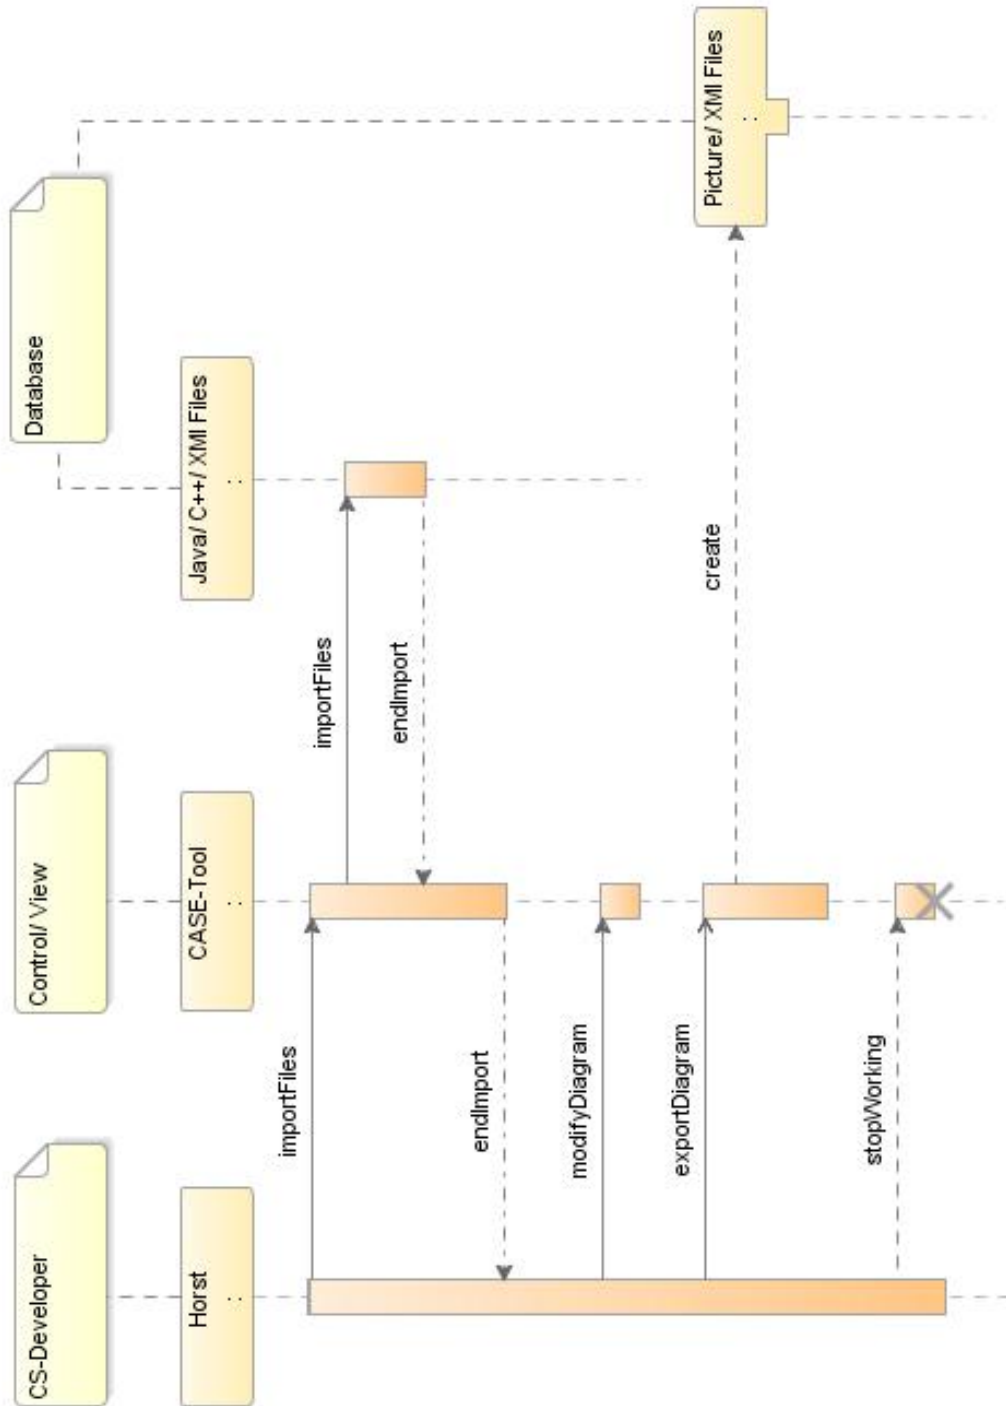 CS-Developer
Control/ View
Database
Horst
:
CASE-Tool
:
Java/ C++/ XMI Files
:
importFiles
importFiles
endImport
endImport
modifyDiagram
exportDiagram
create
Picture/ XMI Files
:
stopWorking